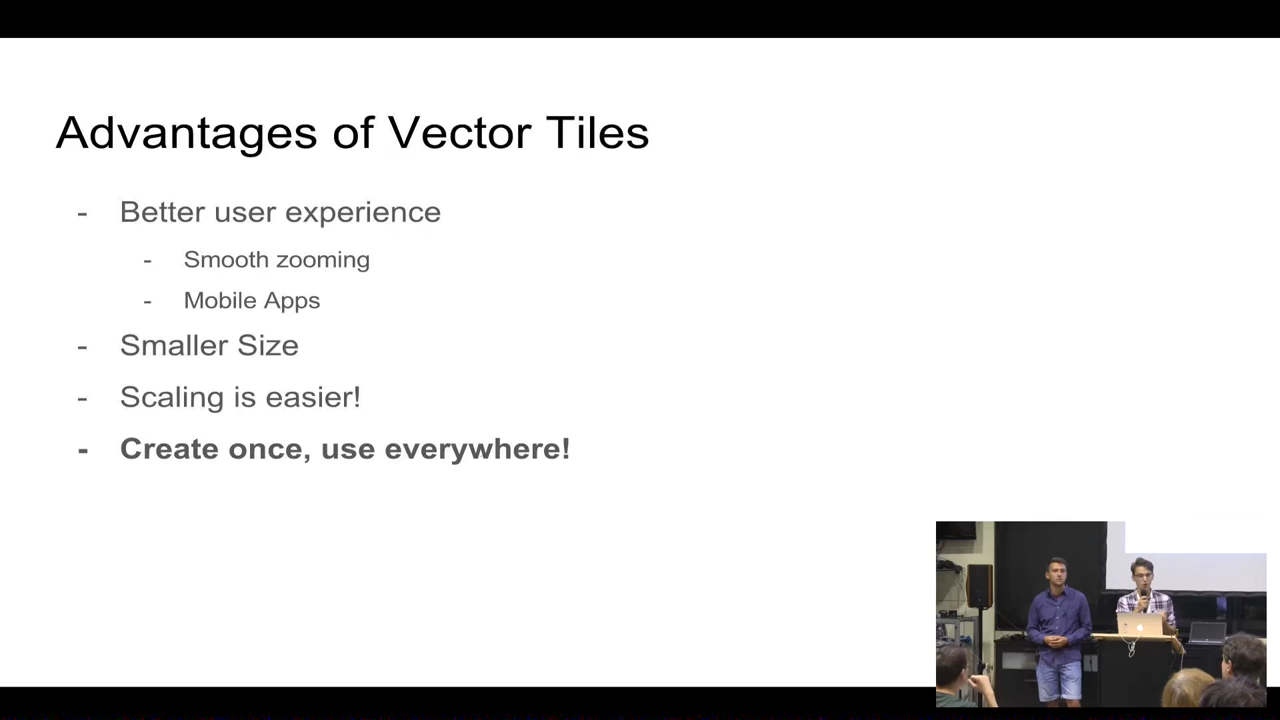 Advantages of Vector Tiles
- Better user experience
- Smooth zooming
- Mobile Apps
- Smaller Size
- Scaling is easier!
- Create once, use everywhere!